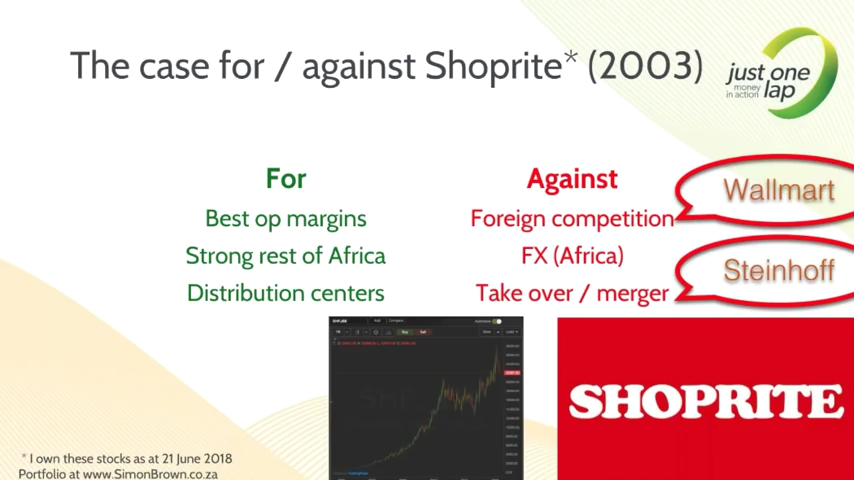 The case for / against Shoprite* (2003)
just one
money
in action lap
For
Against
Wallmart
Best op margins
Foreign competition
Strong rest of Africa
FX (Africa)
Steinhoff
Distribution centers
Take over / merger
SHOPRITE
* I own these stocks as at 21 June 2018
Portfolio at www.SimonBrown.co.za